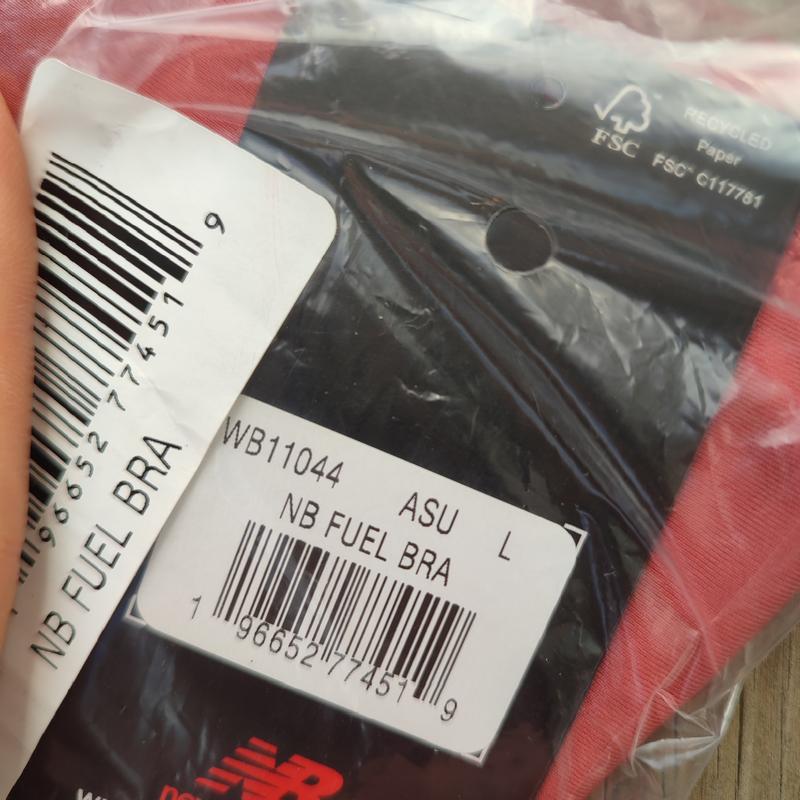 9
96652 77451
NB FUEL BRA
FSC
RECYCLED
Paper
FSC® C117781
WB11044 ASU L
NB FUEL BRA
1 96652 77451 9
NB